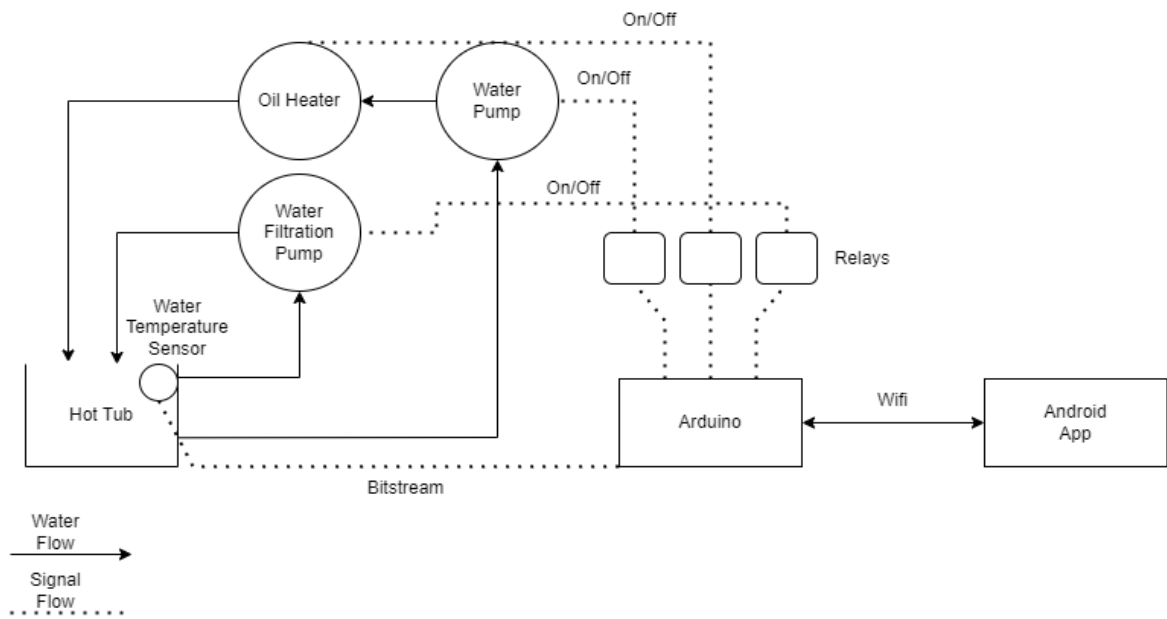 On/Off
Oil Heater
Water
Pump
On/Off
On/Off
Water
Filtration
Pump
Relays
Water
Temperature
Sensor
Hot Tub
Arduino
Wifi
Android
App
Bitstream
Water
Flow
Signal
Flow